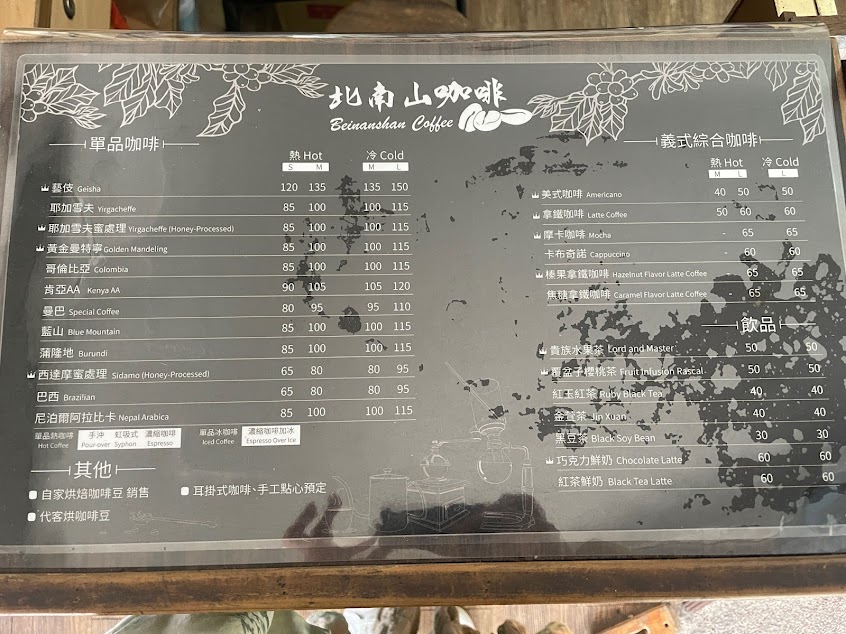 北南山咖啡
Beinanshan Coffee
單品咖啡
熱 Hot 冷 Cold
S M M L
藝伎 Geisha 120 135 135 150
耶加雪夫 Yirgacheffe 85 100 100 115
耶加雪夫蜜處理 Yirgacheffe (Honey-Processed) 85 100 100 115
黃金曼特寧 Golden Mandeling 85 100 100 115
哥倫比亞 Colombia 85 100 100 115
肯亞AA Kenya AA 90 105 105 120
曼巴 Special Coffee 80 95 95 110
藍山 Blue Mountain 85 100 100 115
蒲隆地 Burundi 85 100 100 115
西達摩蜜處理 Sidamo (Honey-Processed) 65 80 80 95
巴西 Brazilian 65 80 80 95
尼泊爾阿拉比卡 Nepal Arabica 85 100 100 115
單品熱咖啡 手沖 虹吸式 濃縮咖啡 單品冰咖啡 濃縮咖啡加冰
Hot Coffee Pour-over Syphon Espresso Iced Coffee Espresso Over Ice
其他
自家烘焙咖啡豆 銷售 耳掛式咖啡、手工點心預定
代客烘咖啡豆
義式綜合咖啡
熱 Hot 冷 Cold
M L L
美式咖啡 Americano 40 50 50
拿鐵咖啡 Latte Coffee 50 60 60
摩卡咖啡 Mocha - 65 65
卡布奇諾 Cappuccino - 60 60
榛果拿鐵咖啡 Hazelnut Flavor Latte Coffee - 65 65
焦糖拿鐵咖啡 Caramel Flavor Latte Coffee - 65 65
飲品
貴族水果茶 Lord and Master 50 50
覆盆子櫻桃茶 Fruit Infusion Rascal 50 50
紅玉紅茶 Ruby Black Tea 40 40
金萱茶 Jin Xuan 40 40
黑豆茶 Black Soy Bean 30 30
巧克力鮮奶 Chocolate Latte 60 60
紅茶鮮奶 Black Tea Latte 60 60